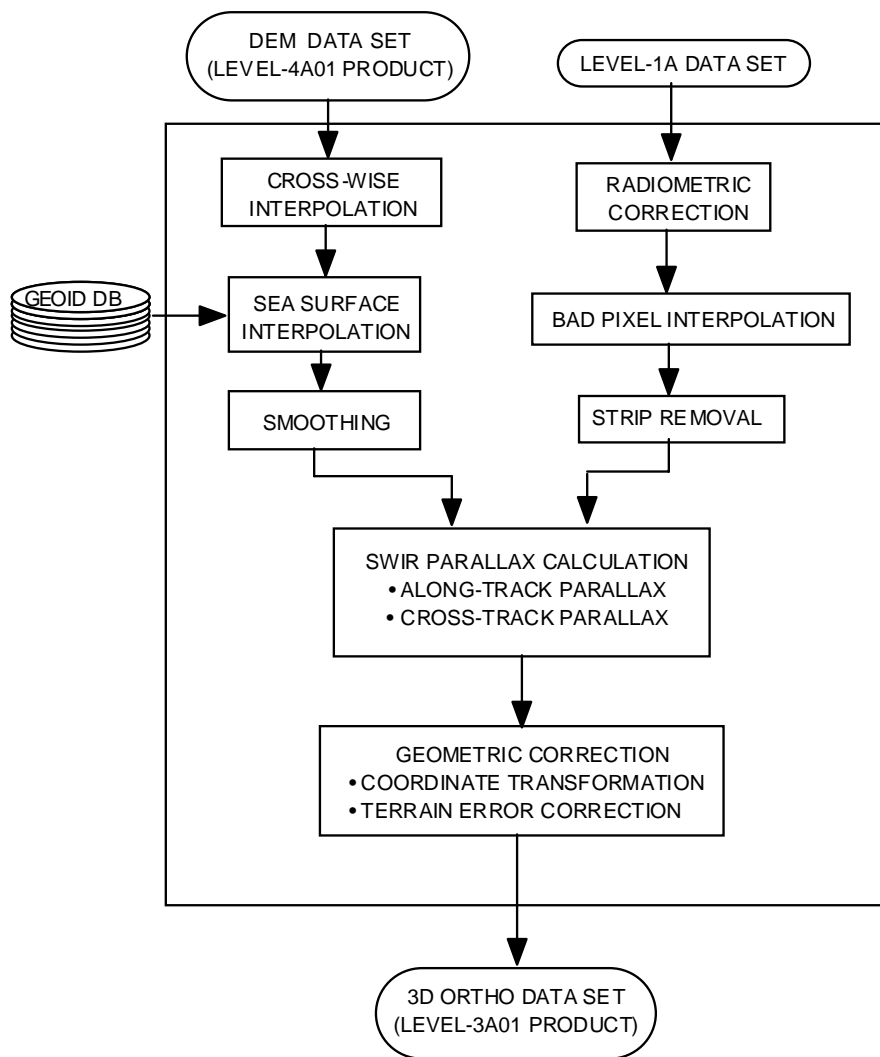 DEM DATA SET
(LEVEL-4A01 PRODUCT)
LEVEL-1A DATA SET
CROSS-WISE
INTERPOLATION
RADIOMETRIC
CORRECTION
GEOID DB
SEA SURFACE
INTERPOLATION
BAD PIXEL INTERPOLATION
SMOOTHING
STRIP REMOVAL
SWIR PARALLAX CALCULATION
• ALONG-TRACK PARALLAX
• CROSS-TRACK PARALLAX
GEOMETRIC CORRECTION
• COORDINATE TRANSFORMATION
• TERRAIN ERROR CORRECTION
3D ORTHO DATA SET
(LEVEL-3A01 PRODUCT)